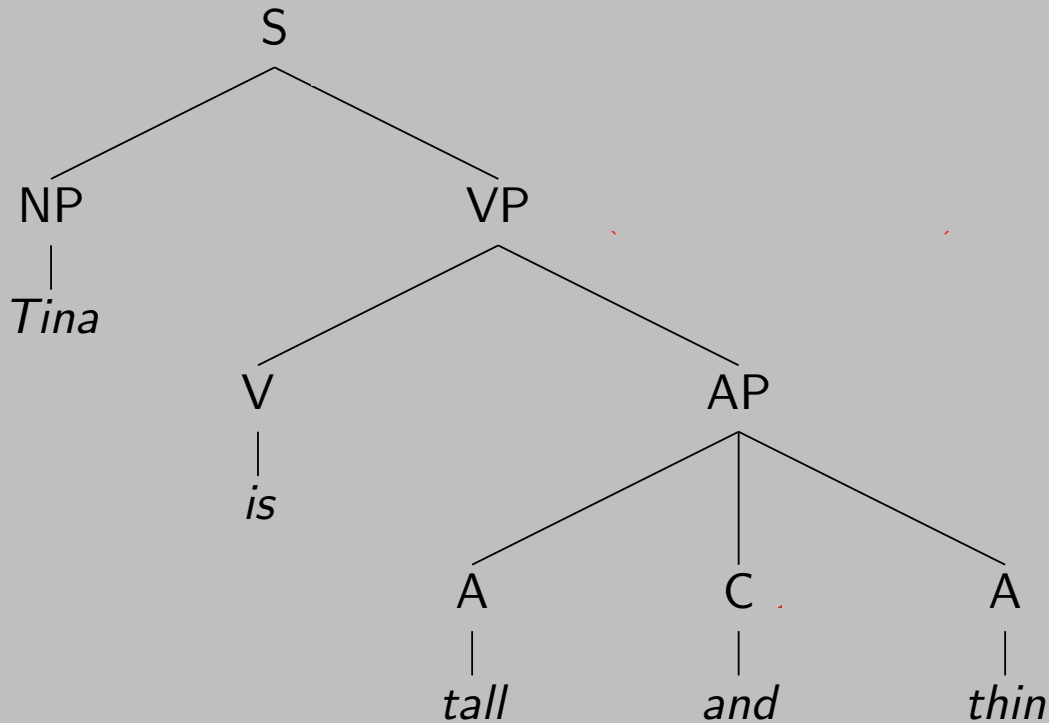 S
NP VP
Tina
V AP
is
A C A
tall and thin